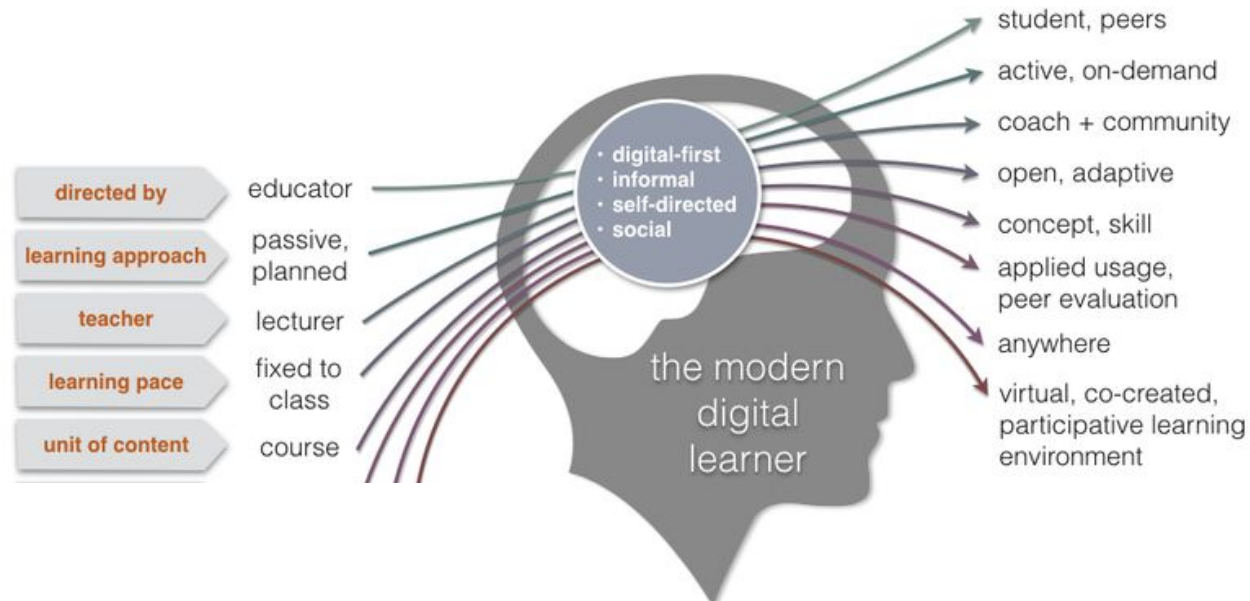 directed by
educator
learning approach
passive,
planned
teacher
lecturer
learning pace
fixed to
class
unit of content
course
• digital-first
• informal
• self-directed
• social
the modern
digital
learner
student, peers
active, on-demand
coach + community
open, adaptive
concept, skill
applied usage,
peer evaluation
anywhere
virtual, co-created,
participative learning
environment